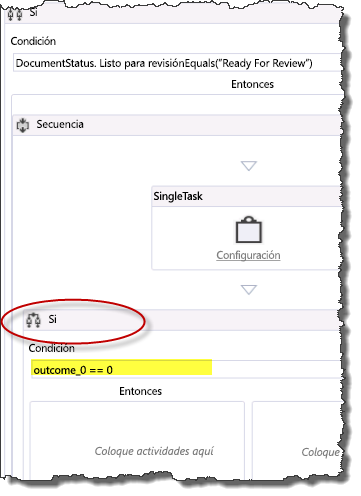 Si
Condición
DocumentStatus. Listo para revisiónEquals("Ready For Review")
Entonces
Secuencia
SingleTask
Configuración
Si
Condición
outcome_0 == 0
Entonces
Coloque actividades aquí
Coloque